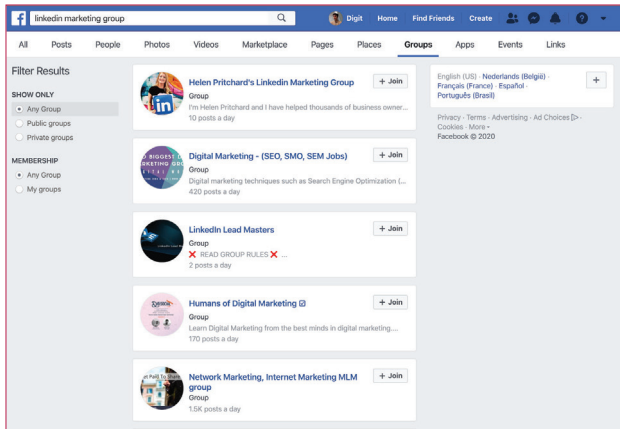 f
linkedin marketing group
Digit Home Find Friends Create
All Posts People Photos Videos Marketplace Pages Places Groups Apps Events Links
Filter Results
SHOW ONLY
Any Group
Public groups
Private groups
MEMBERSHIP
Any Group
My groups
in
Helen Pritchard's Linkedin Marketing Group
+ Join
Group
I'm Helen Pritchard and I have helped thousands of business owner...
10 posts a day
BIGGEST
Digital Marketing - (SEO, SMO, SEM Jobs)
+ Join
Group
Digital marketing techniques such as Search Engine Optimization (...
420 posts a day
LinkedIn Lead Masters
+ Join
Group
❌ READ GROUP RULES ❌ ...
2 posts a day
Humans of Digital Marketing
+ Join
Group
Learn Digital Marketing from the best minds in digital marketing....
170 posts a day
Paid To Share
Network Marketing, Internet Marketing MLM
group
+ Join
Group
1.5K posts a day
English (US) · Nederlands (België) ·
Français (France) · Español ·
Português (Brasil)
+
Privacy · Terms · Advertising · Ad Choices ·
Cookies · More
Facebook © 2020